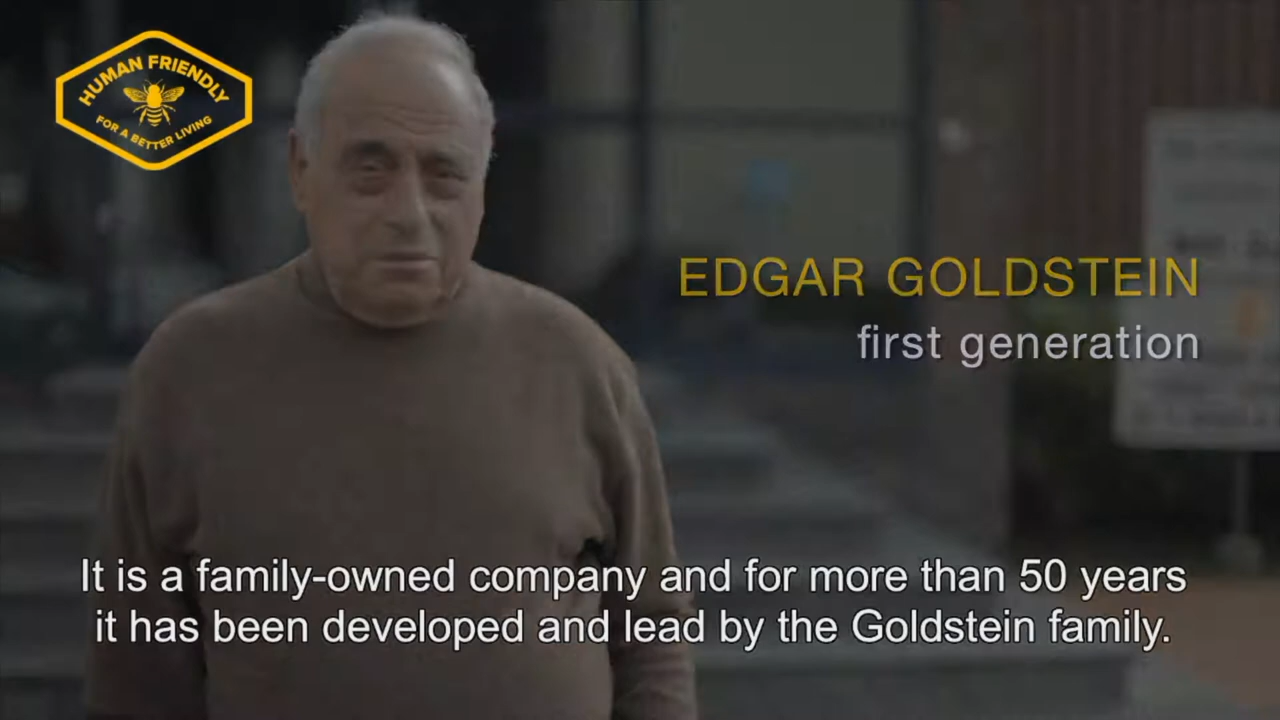 HUMAN FRIENDLY
FOR A BETTER LIVING
EDGAR GOLDSTEIN
first generation
It is a family-owned company and for more than 50 years
it has been developed and lead by the Goldstein family.